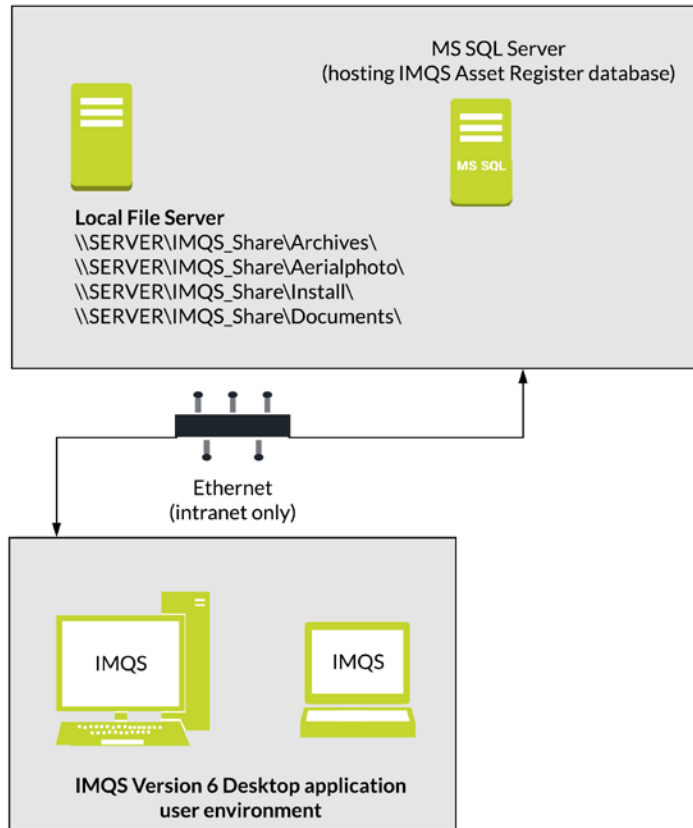 MS SQL Server
(hosting IMQS Asset Register database)
MS SQL
Local File Server
\\SERVER\IMQS_Share\Archives\
\\SERVER\IMQS_Share\Aerialphoto\
\\SERVER\IMQS_Share\Install\
\\SERVER\IMQS_Share\Documents\
Ethernet
(intranet only)
IMQS
IMQS
IMQS Version 6 Desktop application
user environment